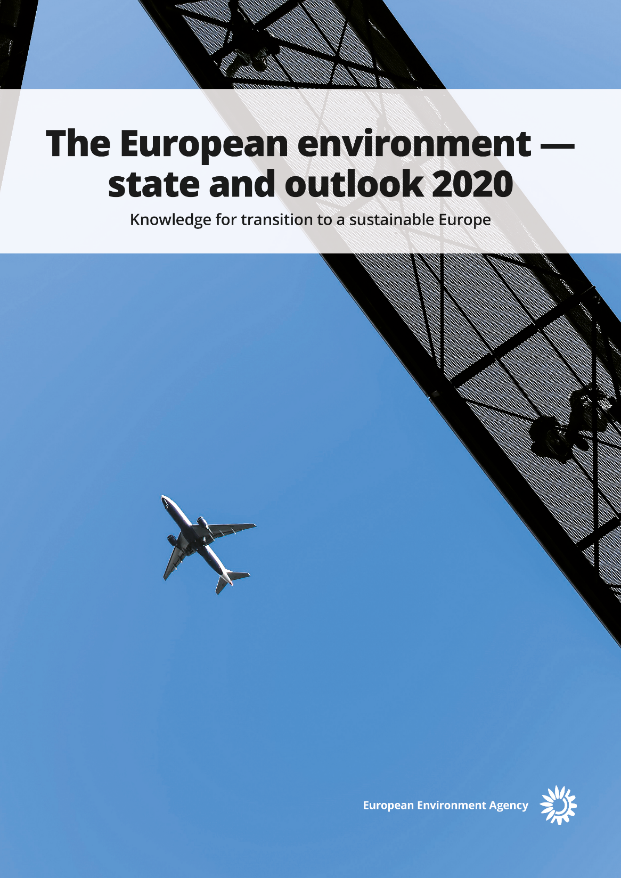 The European environment —
state and outlook 2020
Knowledge for transition to a sustainable Europe
European Environment Agency